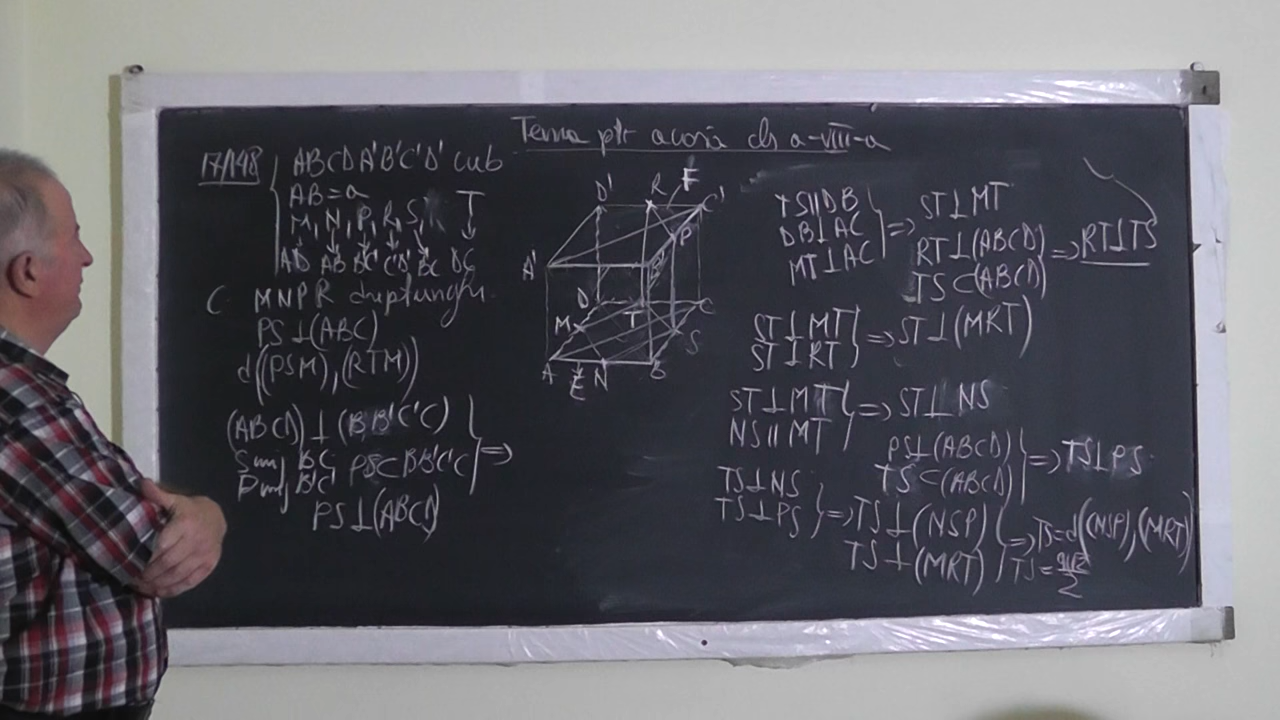 Tema ptr acasă cls a-VIII-a
17/148 ABCDA'B'C'D' cub
AB=a
M, N, P, R, S, T
↓ ↓ ↓ ↓ ↓ ↓
AD AB B'C' C'D' BC DC
C MNPR dreptunghi
PS⊥(ABC)
d((PSM),(RTM))
(ABCD)⊥(BB'C'C)
S mij BC, PS⊂BB'C'C ⇒
P mij B'C'
PS⊥(ABCD)
D' R F C'
A' B' P
D T C
M S
A E N B
TS∥DB
DB⊥AC ⇒ ST⊥MT
MT⊥AC
RT⊥(ABCD) ⇒ RT⊥TS
TS⊂(ABCD)
ST⊥MT ⇒ ST⊥(MRT)
ST⊥RT
ST⊥MT ⇒ ST⊥NS
NS∥MT
PS⊥(ABCD) ⇒ TS⊥PS
TS⊂(ABCD)
TS⊥NS
TS⊥PS ⇒ TS⊥(NSP) ⇒ TS=d((NSP),(MRT))
TS⊥(MRT) TS=a√2/2